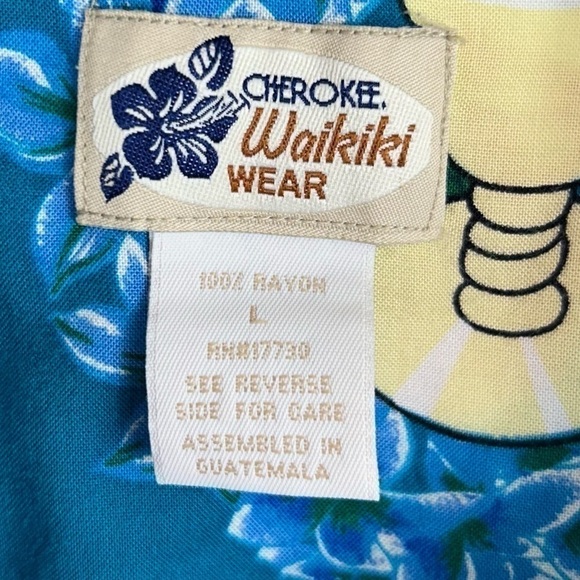 CHEROKEE.
Waikiki
WEAR
100% RAYON
L
RN#17730
SEE REVERSE
SIDE FOR CARE
ASSEMBLED IN
GUATEMALA